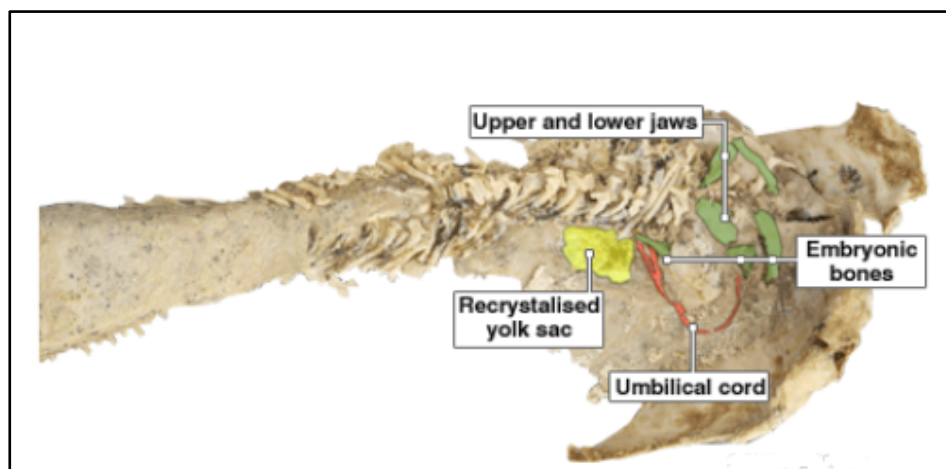 Upper and lower jaws
Embryonic
bones
Recrystalised
yolk sac
Umbilical cord